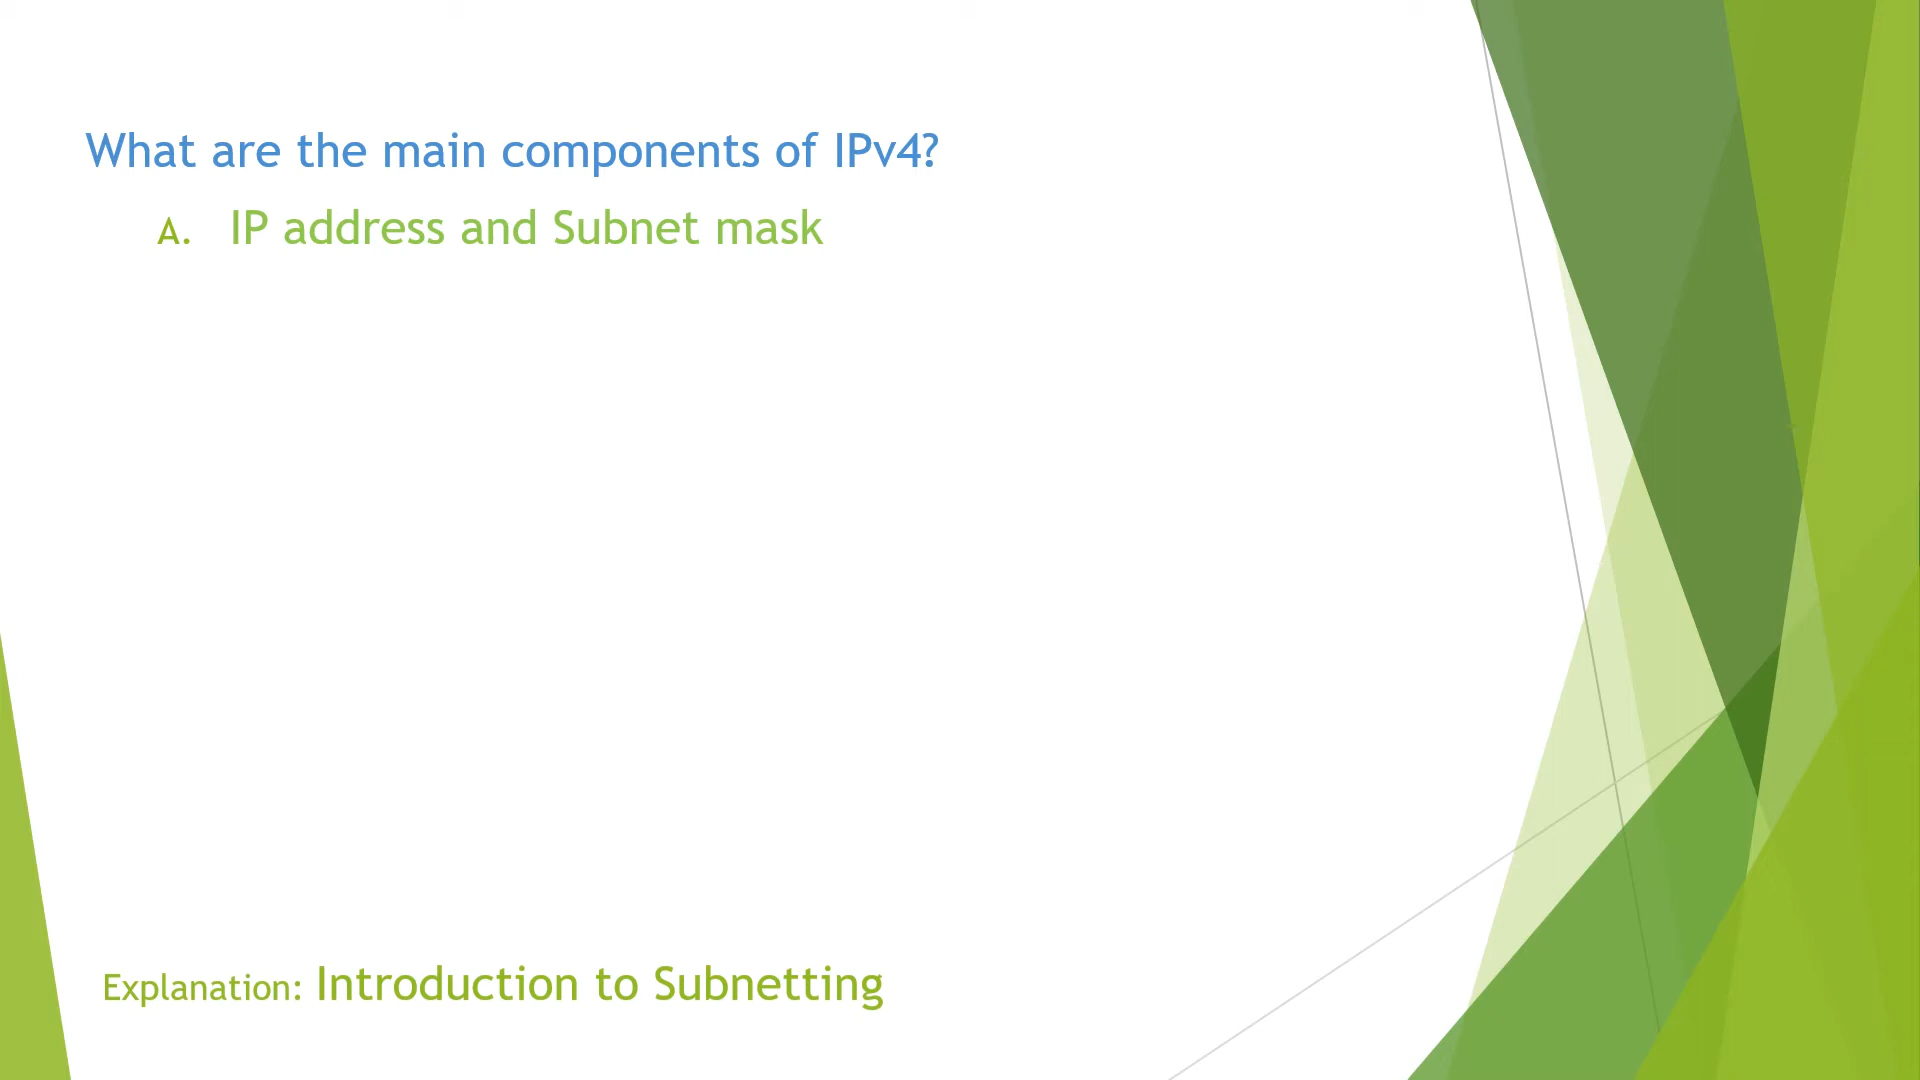 What are the main components of IPv4?
A. IP address and Subnet mask
Explanation: Introduction to Subnetting